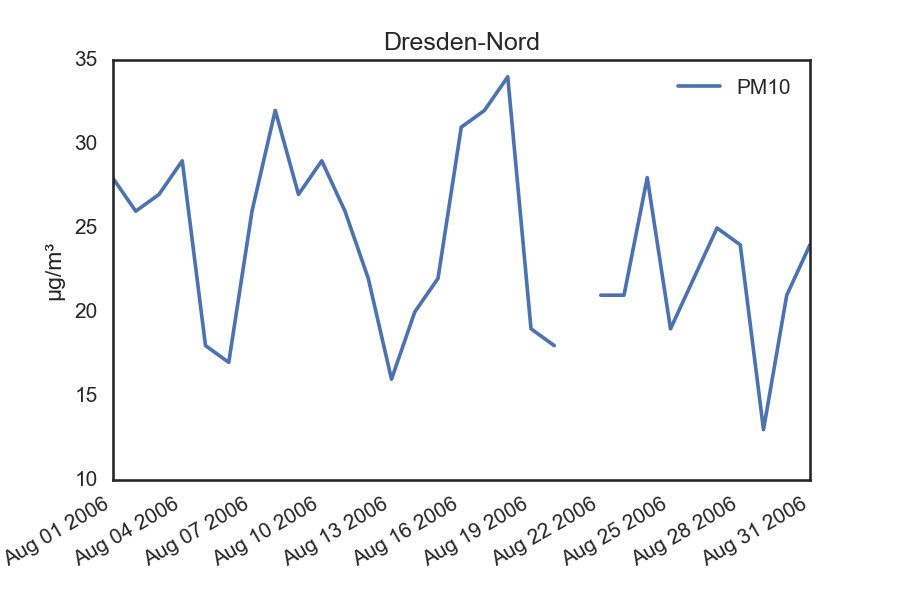 Dresden-Nord
35
30
25
20
15
10
µg/m³
PM10
Aug 01 2006
Aug 04 2006
Aug 07 2006
Aug 10 2006
Aug 13 2006
Aug 16 2006
Aug 19 2006
Aug 22 2006
Aug 25 2006
Aug 28 2006
Aug 31 2006